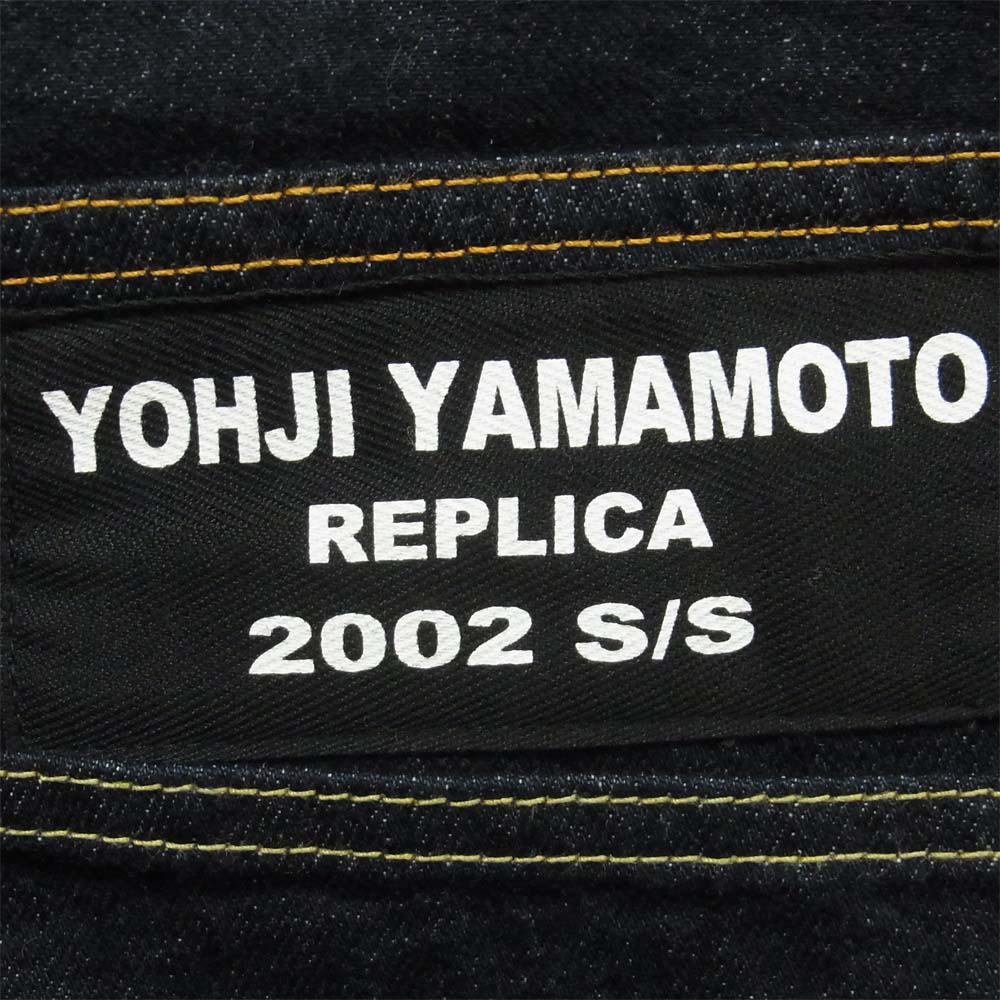 YOHJI YAMAMOTO
REPLICA
2002 S/S